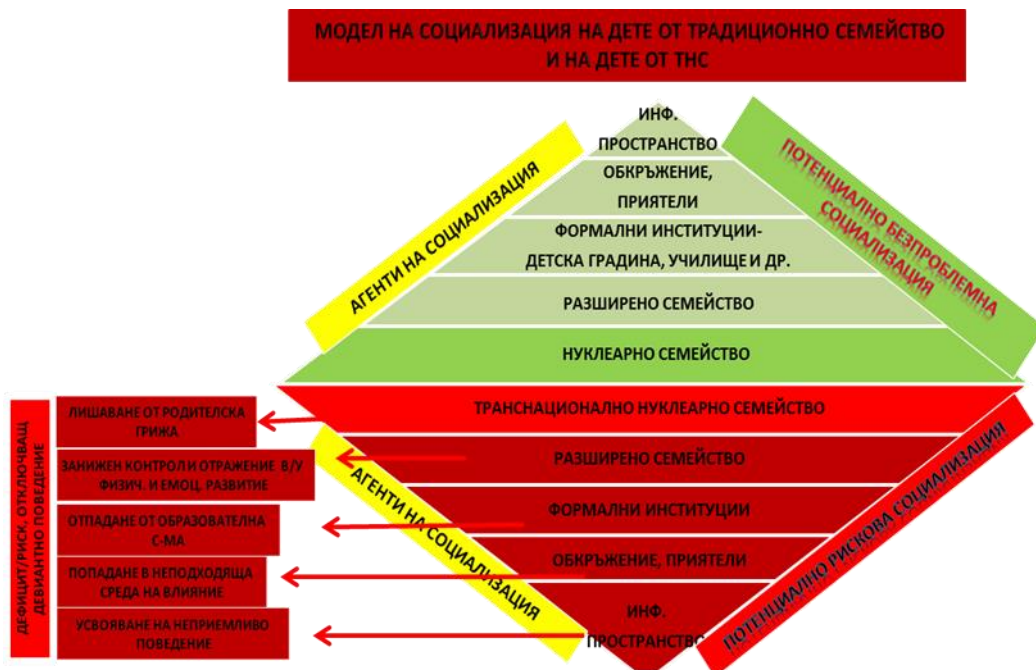 МОДЕЛ НА СОЦИАЛИЗАЦИЯ НА ДЕТЕ ОТ ТРАДИЦИОННО СЕМЕЙСТВО
И НА ДЕТЕ ОТ ТНС
ИНФ.
ПРОСТРАНСТВО
ОБКРЪЖЕНИЕ,
ПРИЯТЕЛИ
ФОРМАЛНИ ИНСТИТУЦИИ-
ДЕТСКА ГРАДИНА, УЧИЛИЩЕ И ДР.
РАЗШИРЕНО СЕМЕЙСТВО
НУКЛЕАРНО СЕМЕЙСТВО
АГЕНТИ НА СОЦИАЛИЗАЦИЯ
ПОТЕНЦИАЛНО БЕЗПРОБЛЕМНА
СОЦИАЛИЗАЦИЯ
ТРАНСНАЦИОНАЛНО НУКЛЕАРНО СЕМЕЙСТВО
РАЗШИРЕНО СЕМЕЙСТВО
ФОРМАЛНИ ИНСТИТУЦИИ
ОБКРЪЖЕНИЕ, ПРИЯТЕЛИ
ИНФ.
ПРОСТРАНСТВО
АГЕНТИ НА СОЦИАЛИЗАЦИЯ
ПОТЕНЦИАЛНО РИСКОВА СОЦИАЛИЗАЦИЯ
ДЕФИЦИТ/РИСК, ОТКЛЮЧВАЩ
ДЕВИАНТНО ПОВЕДЕНИЕ
ЛИШАВАНЕ ОТ РОДИТЕЛСКА
ГРИЖА
ЗАНИЖЕН КОНТРОЛ И ОТРАЖЕНИЕ В/У
ФИЗИЧ. И ЕМОЦ. РАЗВИТИЕ
ОТПАДАНЕ ОТ ОБРАЗОВАТЕЛНА
С-МА
ПОПАДАНЕ В НЕПОДХОДЯЩА
СРЕДА НА ВЛИЯНИЕ
УСВОЯВАНЕ НА НЕПРИЕМЛИВО
ПОВЕДЕНИЕ